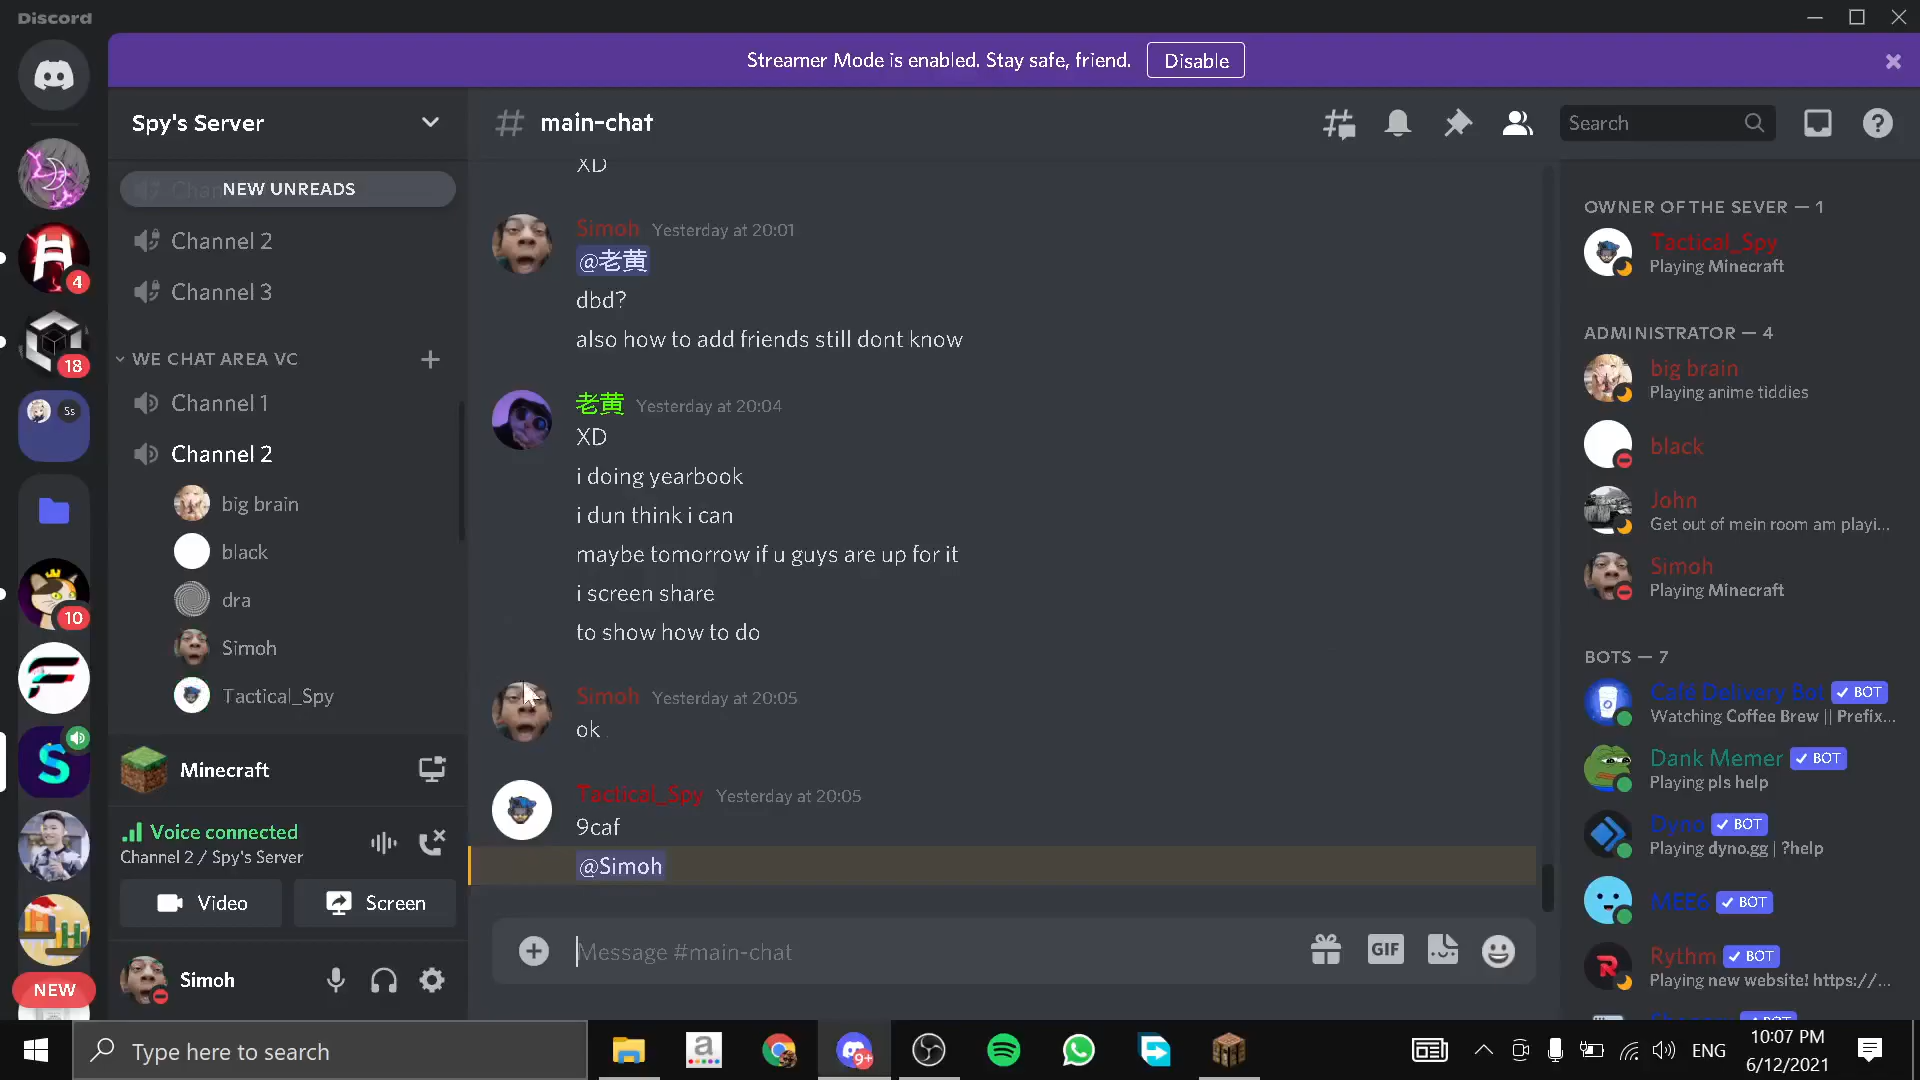 Discord
Streamer Mode is enabled. Stay safe, friend.
Disable
Spy's Server
NEW UNREADS
Channel 2
Channel 3
WE CHAT AREA VC
Channel 1
Channel 2
big brain
black
dra
Simoh
Tactical_Spy
Minecraft
Voice connected
Channel 2 / Spy's Server
Video
Screen
Simoh
4
18
Ss
10
NEW
main-chat
Search
XD
Simoh Yesterday at 20:01
@老黄
dbd?
also how to add friends still dont know
老黄 Yesterday at 20:04
XD
i doing yearbook
i dun think i can
maybe tomorrow if u guys are up for it
i screen share
to show how to do
Simoh Yesterday at 20:05
ok
Tactical_Spy Yesterday at 20:05
9caf
@Simoh
Message #main-chat
GIF
OWNER OF THE SEVER — 1
Tactical_Spy
Playing Minecraft
ADMINISTRATOR — 4
big brain
Playing anime tiddies
black
John
Get out of mein room am playi...
Simoh
Playing Minecraft
BOTS — 7
Café Delivery Bot BOT
Watching Coffee Brew || Prefix...
Dank Memer BOT
Playing pls help
Dyno BOT
Playing dyno.gg | ?help
MEE6 BOT
Rythm BOT
Playing new website! https://...
Type here to search
9+
ENG
10:07 PM
6/12/2021